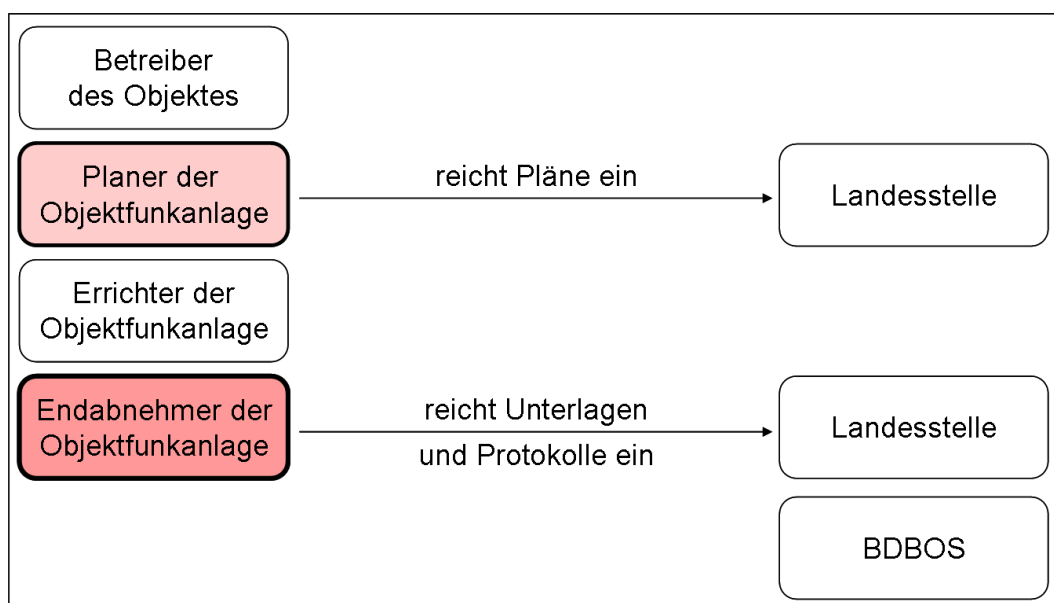 Betreiber
des Objektes
Planer der
Objektfunkanlage
reicht Pläne ein
Landesstelle
Errichter der
Objektfunkanlage
Endabnehmer der
Objektfunkanlage
reicht Unterlagen
und Protokolle ein
Landesstelle
BDBOS